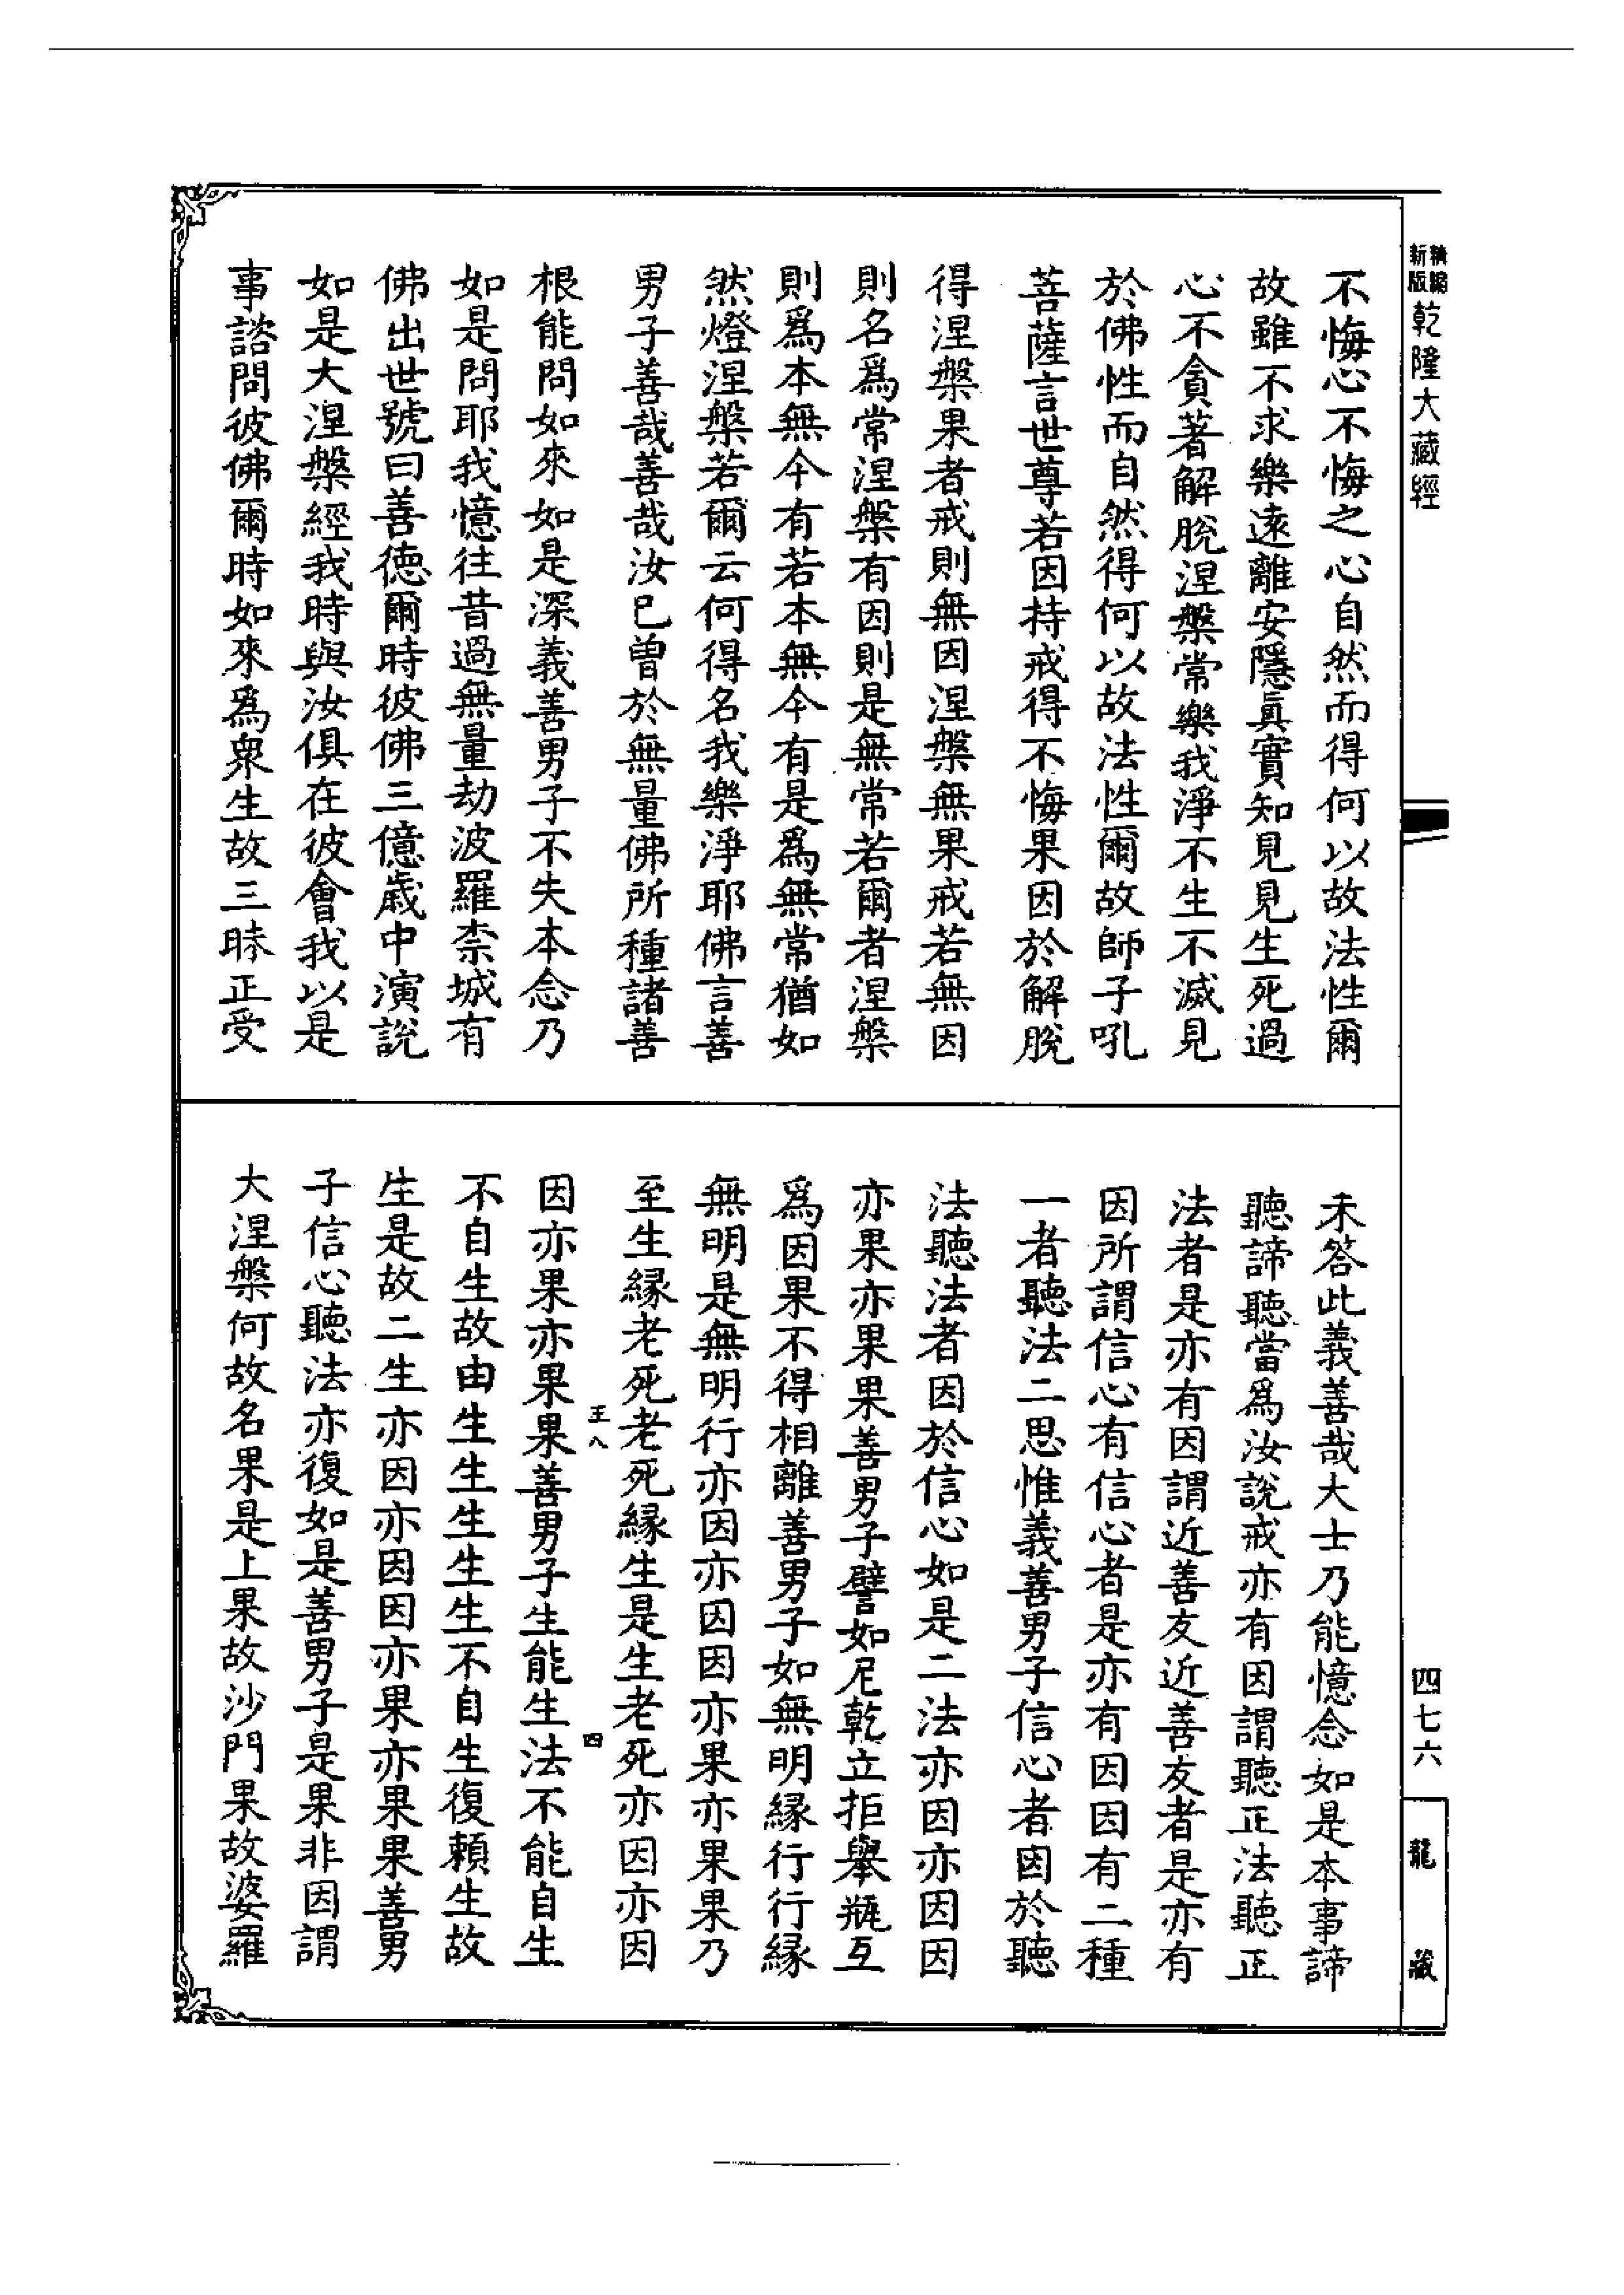 新版精編乾隆大藏經
不悔心不悔之心自然而得何以故法性爾
故雖不求樂遠離安隱真實知見見生死過
心不貪著解脫涅槃常樂我淨不生不滅見
於佛性而自然得何以故法性爾故師子吼
菩薩言世尊若因持戒得不悔果因於解脫
得涅槃果者戒則無因涅槃無果戒若無因
則名爲常涅槃有因則是無常若爾者涅槃
則爲本無今有若本無今有是爲無常猶如
然燈涅槃若爾云何得名我樂淨耶佛言善
男子善哉善哉汝已曾於無量佛所種諸善
根能問如來如是深義善男子不失本念乃
如是問耶我憶往昔過無量劫波羅柰城有
佛出世號曰善德爾時彼佛三億歲中演說
如是大涅槃經我時與汝俱在彼會我以是
事諮問彼佛爾時如來爲眾生故三昧正受
未答此義善哉大士乃能憶念如是本事諦
聽諦聽當爲汝說戒亦有因謂聽正法聽正
法者是亦有因謂近善友近善友者是亦有
因所謂信心有信心者是亦有因因有二種
一者聽法二思惟義善男子信心者因於聽
法聽法者因於信心如是二法亦因亦因因
亦果亦果果善男子譬如尼乾立拒舉瓶互
爲因果不得相離善男子如無明緣行行緣
無明是無明行亦因亦因因亦果亦果果乃
至生緣老死老死緣生是生老死亦因亦因
王八 四
因亦果亦果果善男子生能生法不能自生
不自生故由生生生生不自生復賴生故
生是故二生亦因亦因因亦果亦果果善男
子信心聽法亦復如是善男子是果非因謂
大涅槃何故名果是上果故沙門果故婆羅
四七六
龍藏